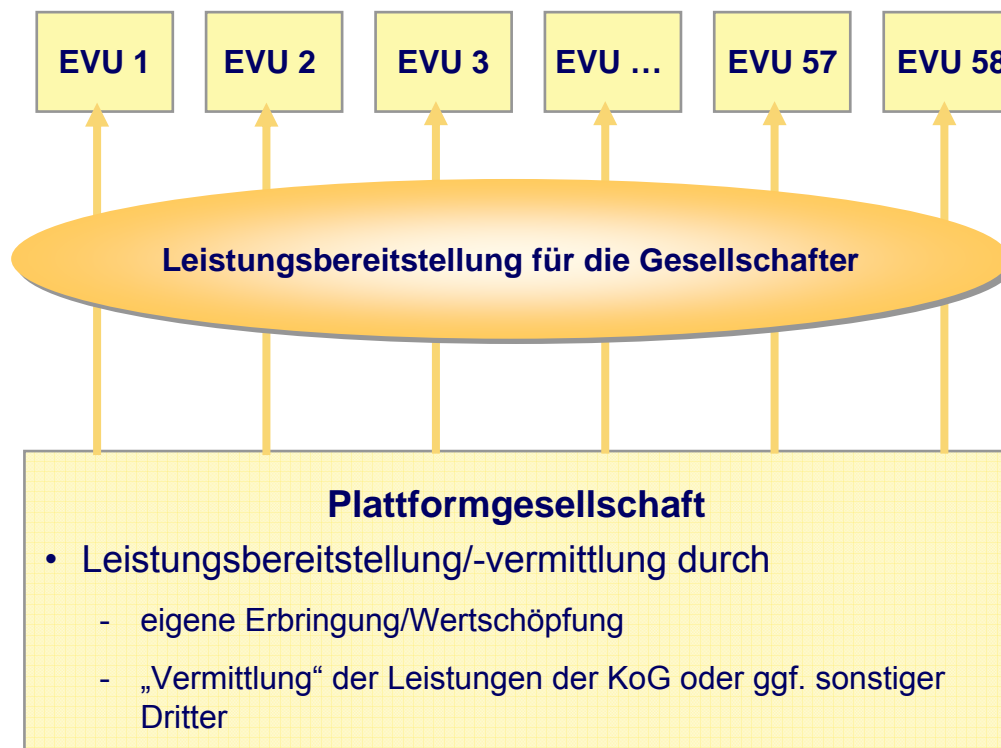 EVU 1 EVU 2 EVU 3 EVU … EVU 57 EVU 58
Leistungsbereitstellung für die Gesellschafter
Plattformgesellschaft
• Leistungsbereitstellung/-vermittlung durch
- eigene Erbringung/Wertschöpfung
- „Vermittlung“ der Leistungen der KoG oder ggf. sonstiger
Dritter